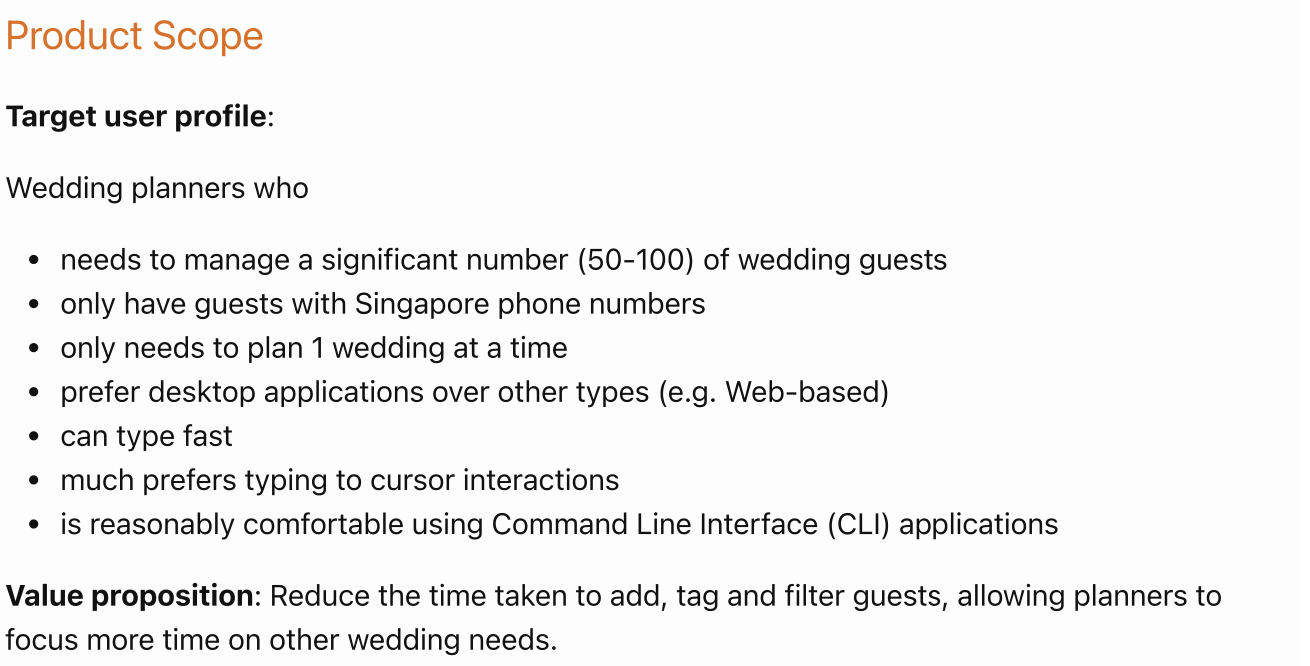 Product Scope
Target user profile:
Wedding planners who
• needs to manage a significant number (50-100) of wedding guests
• only have guests with Singapore phone numbers
• only needs to plan 1 wedding at a time
• prefer desktop applications over other types (e.g. Web-based)
• can type fast
• much prefers typing to cursor interactions
• is reasonably comfortable using Command Line Interface (CLI) applications
Value proposition: Reduce the time taken to add, tag and filter guests, allowing planners to
focus more time on other wedding needs.